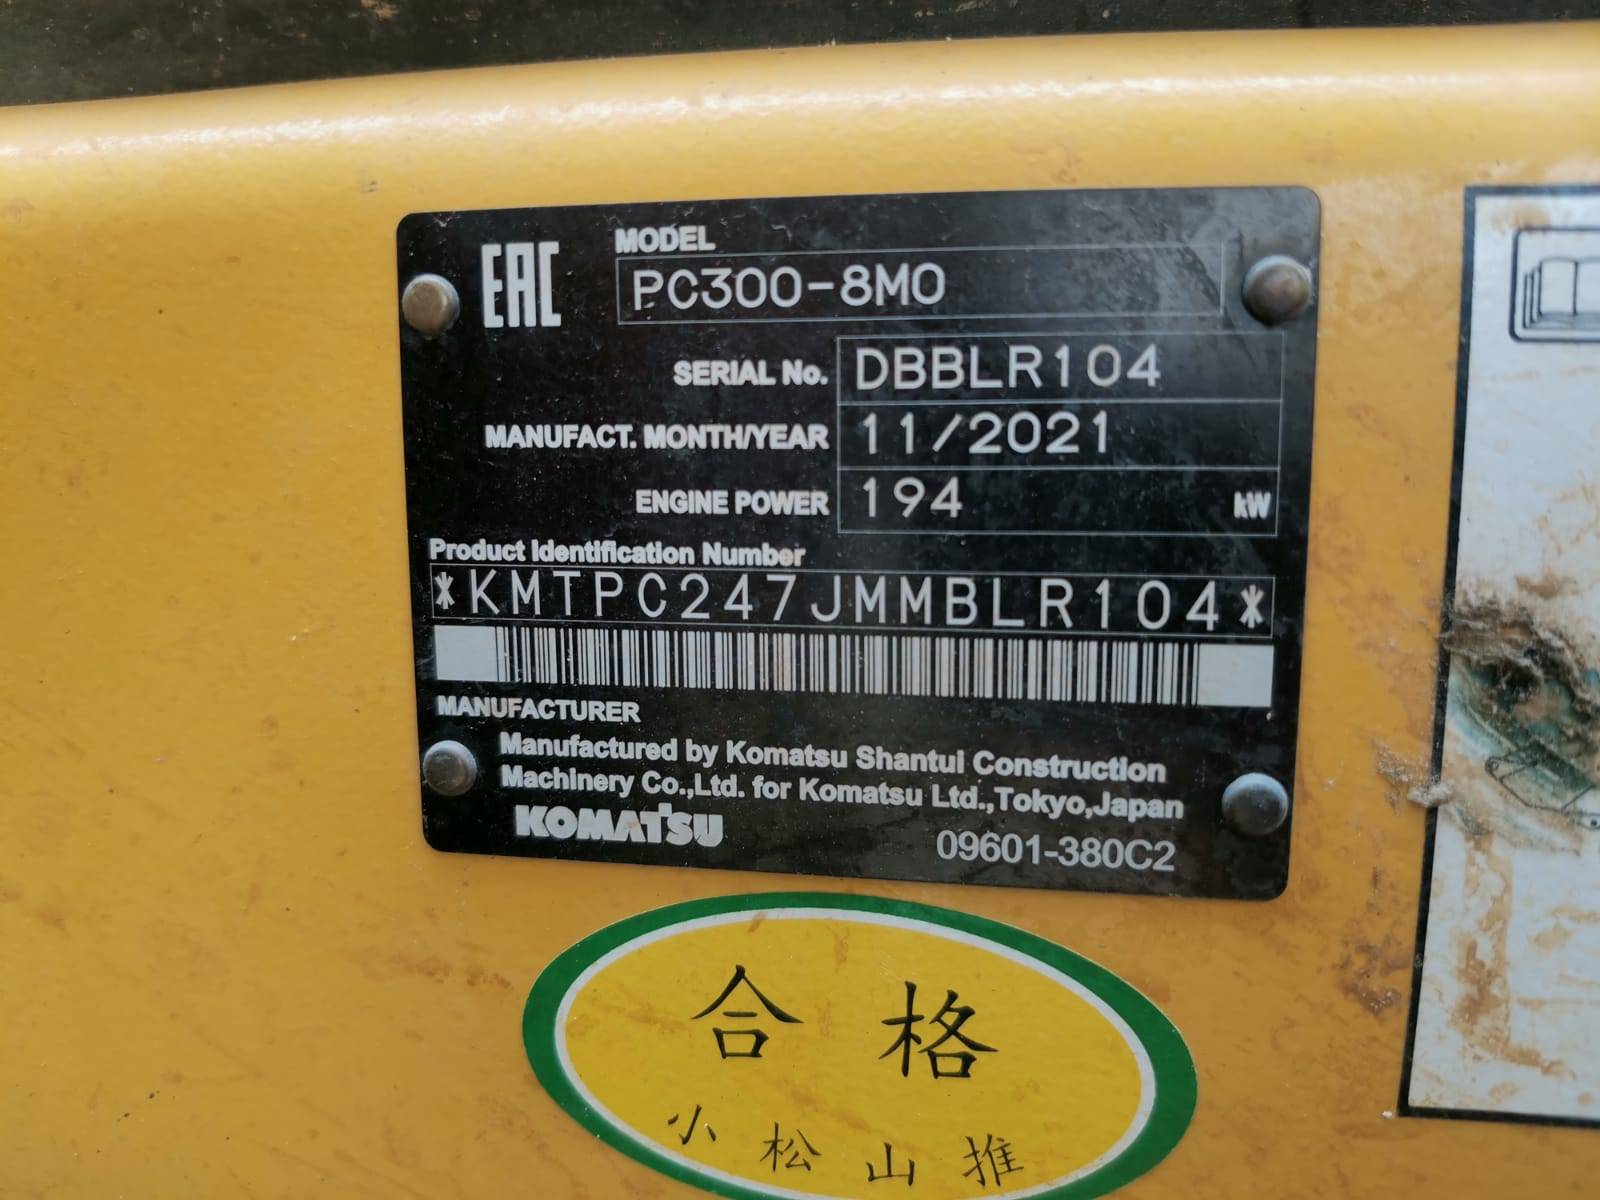 EAC
MODEL
PC300-8M0
SERIAL No. DBBLR104
MANUFACT. MONTH/YEAR 11/2021
ENGINE POWER 194 kW
Product Identification Number
*KMTPC247JMMBLR104*
MANUFACTURER
Manufactured by Komatsu Shantui Construction
Machinery Co.,Ltd. for Komatsu Ltd.,Tokyo,Japan
KOMATSU
09601-380C2
合格
小松山推